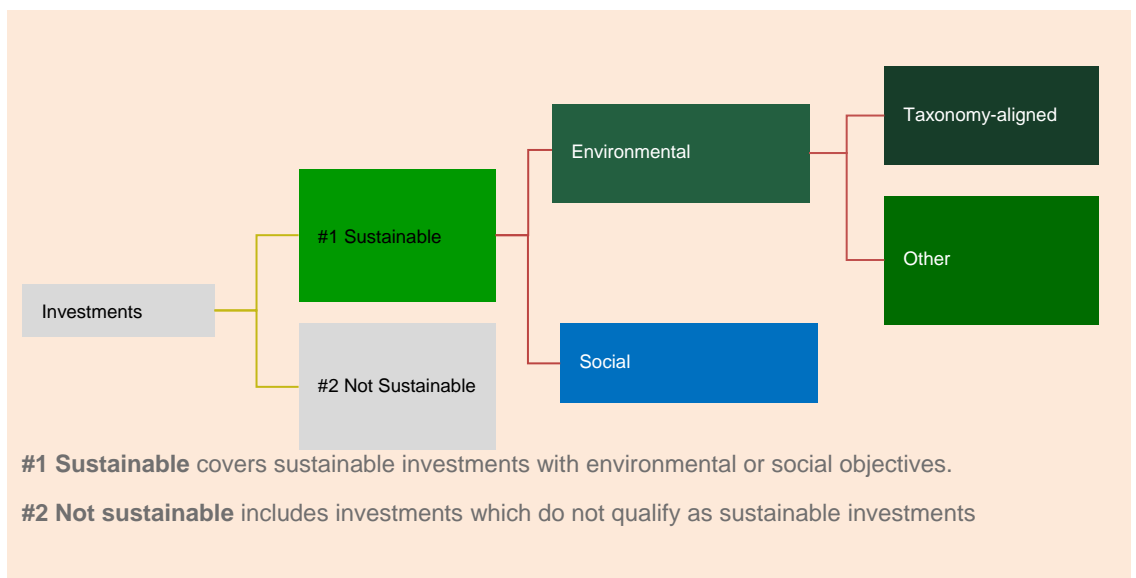 Taxonomy-aligned
Environmental
#1 Sustainable
Other
Investments
Social
#2 Not Sustainable
#1 Sustainable covers sustainable investments with environmental or social objectives.
#2 Not sustainable includes investments which do not qualify as sustainable investments